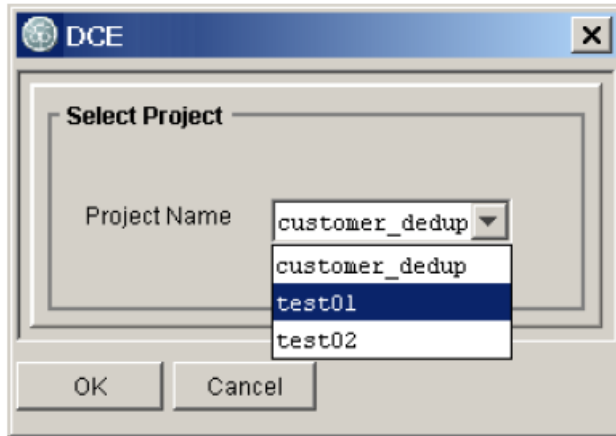 DCE
Select Project
Project Name customer_dedup
customer_dedup
test01
test02
OK Cancel